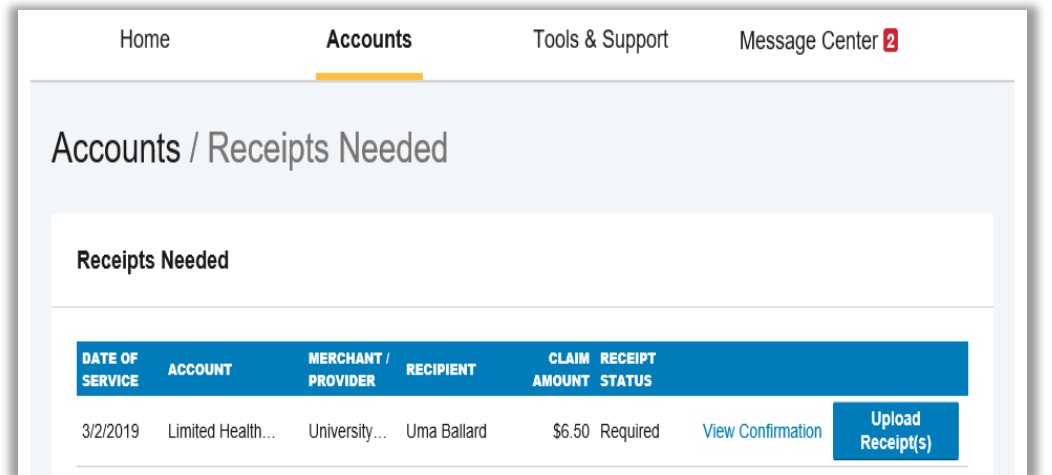 Home Accounts Tools & Support Message Center 2
Accounts / Receipts Needed
Receipts Needed
DATE OF SERVICE ACCOUNT MERCHANT / PROVIDER RECIPIENT CLAIM AMOUNT RECEIPT STATUS
3/2/2019 Limited Health... University... Uma Ballard $6.50 Required View Confirmation Upload Receipt(s)